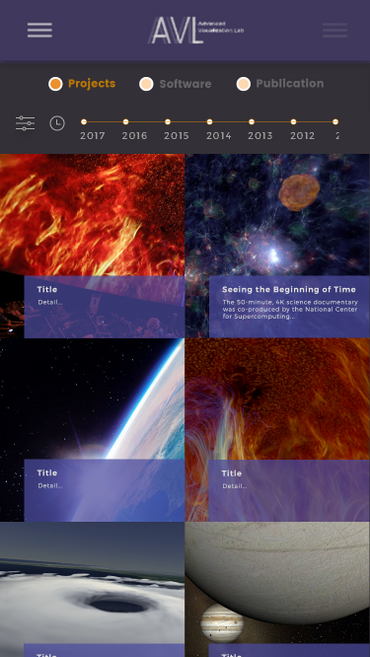 AVL Advanced
Visualization Lab
Projects Software Publication
2017 2016 2015 2014 2013 2012 2
Title
Detail...
Seeing the Beginning of Time
The 50-minute, 4K science documentary
was co-produced by the National Center
for Supercomputing...
Title
Detail...
Title
Detail...
Title
Title